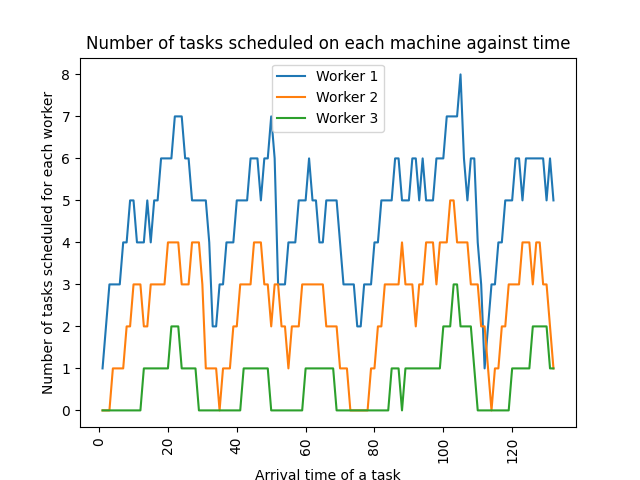 Number of tasks scheduled on each machine against time
Number of tasks scheduled for each worker
8
7
6
5
4
3
2
1
0
Worker 1
Worker 2
Worker 3
0
20
40
60
80
100
120
Arrival time of a task